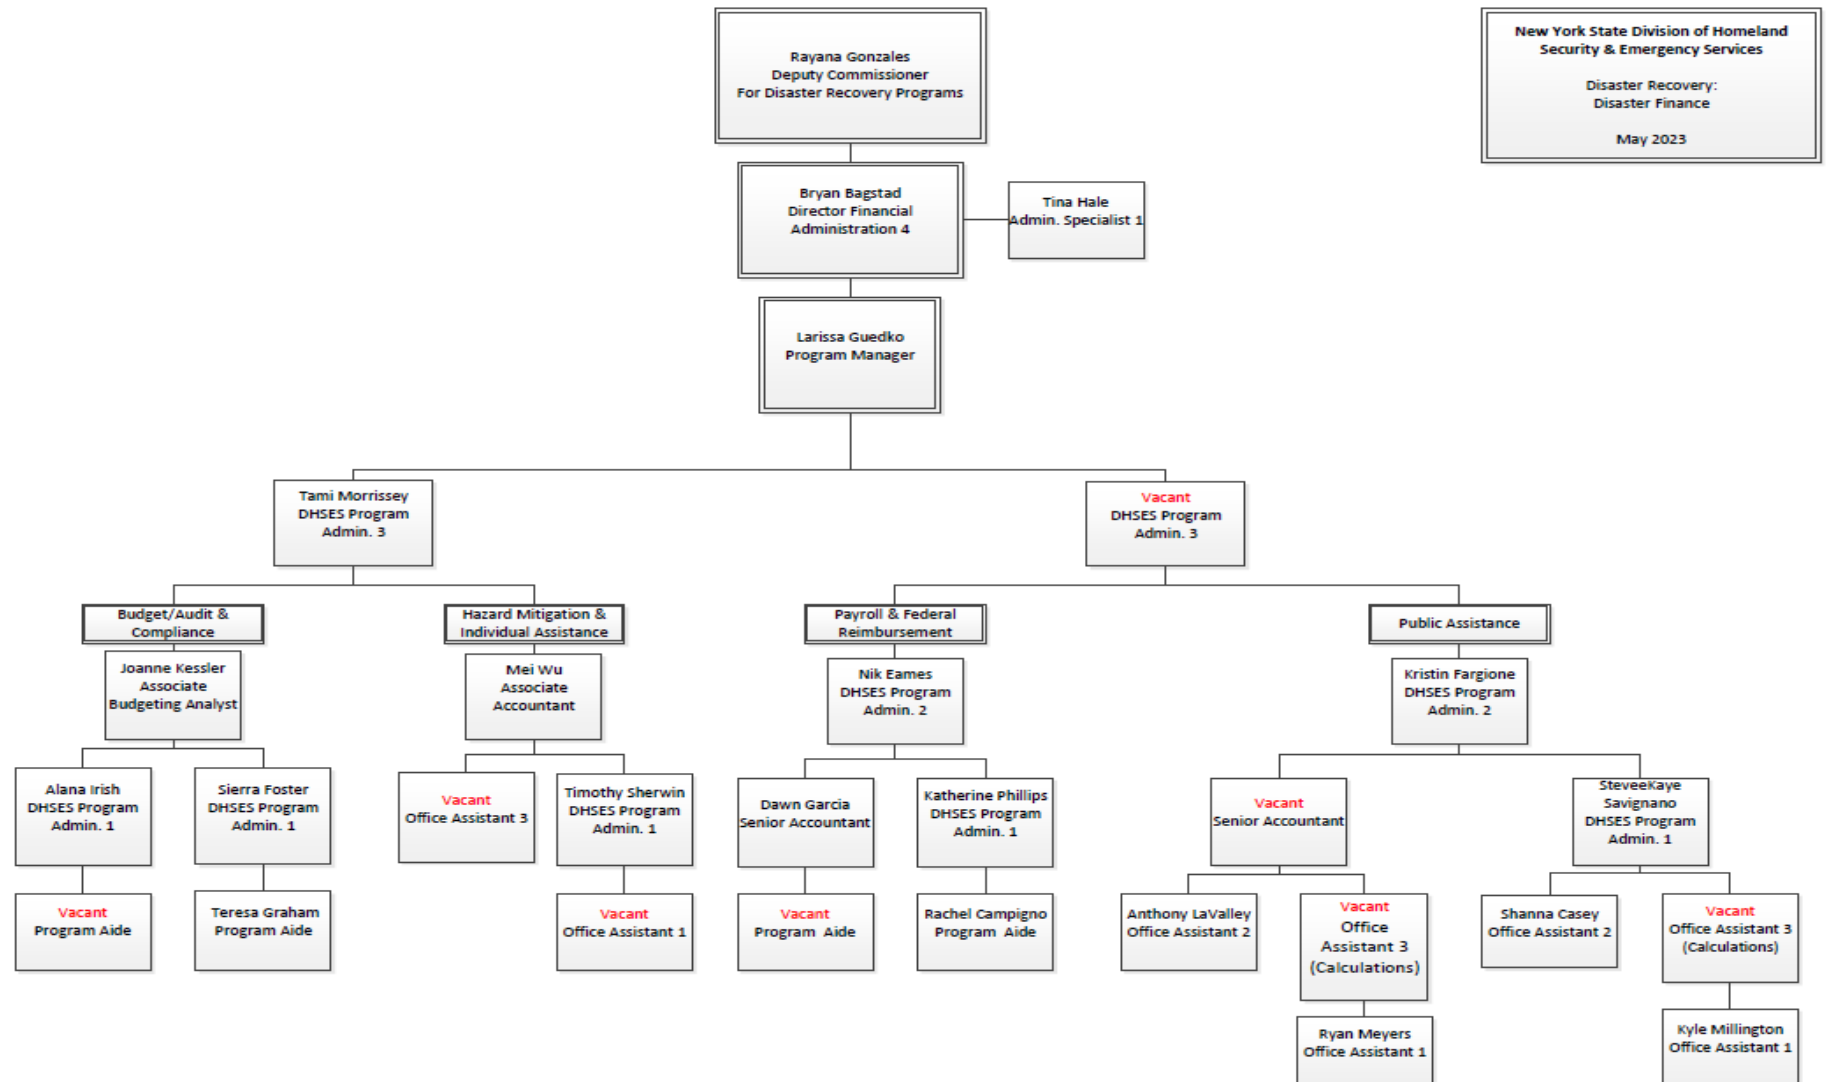 Rayana Gonzales
Deputy Commissioner
For Disaster Recovery Programs
New York State Division of Homeland
Security & Emergency Services
Disaster Recovery:
Disaster Finance
May 2023
Bryan Bagstad
Director Financial
Administration 4
Tina Hale
Admin. Specialist 1
Larissa Guedko
Program Manager
Tami Morrissey
DHSES Program
Admin. 3
Vacant
DHSES Program
Admin. 3
Budget/Audit &
Compliance
Hazard Mitigation &
Individual Assistance
Payroll & Federal
Reimbursement
Public Assistance
Joanne Kessler
Associate
Budgeting Analyst
Mei Wu
Associate
Accountant
Nik Eames
DHSES Program
Admin. 2
Kristin Fargione
DHSES Program
Admin. 2
Alana Irish
DHSES Program
Admin. 1
Sierra Foster
DHSES Program
Admin. 1
Vacant
Office Assistant 3
Timothy Sherwin
DHSES Program
Admin. 1
Dawn Garcia
Senior Accountant
Katherine Phillips
DHSES Program
Admin. 1
Vacant
Senior Accountant
SteveeKaye
Savignano
DHSES Program
Admin. 1
Vacant
Program Aide
Teresa Graham
Program Aide
Vacant
Office Assistant 1
Vacant
Program  Aide
Rachel Campigno
Program  Aide
Anthony LaValley
Office Assistant 2
Vacant
Office
Assistant 3
(Calculations)
Shanna Casey
Office Assistant 2
Vacant
Office Assistant 3
(Calculations)
Ryan Meyers
Office Assistant 1
Kyle Millington
Office Assistant 1